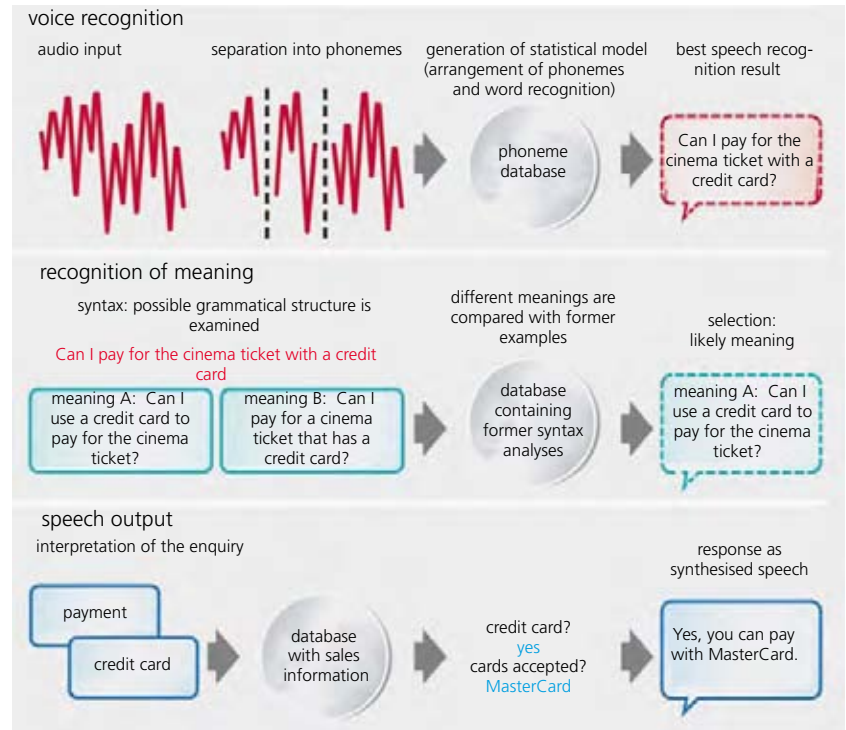 voice recognition
audio input
separation into phonemes
generation of statistical model
(arrangement of phonemes
and word recognition)
best speech recog-
nition result
phoneme
database
Can I pay for the
cinema ticket with a
credit card?
recognition of meaning
syntax: possible grammatical structure is
examined
Can I pay for the cinema ticket with a credit
card
meaning A: Can I
use a credit card to
pay for the cinema
ticket?
meaning B: Can I
pay for a cinema
ticket that has a
credit card?
different meanings are
compared with former
examples
database
containing
former syntax
analyses
selection:
likely meaning
meaning A: Can I
use a credit card to
pay for the cinema
ticket?
speech output
interpretation of the enquiry
payment
credit card
database
with sales
information
credit card?
yes
cards accepted?
MasterCard
response as
synthesised speech
Yes, you can pay
with MasterCard.